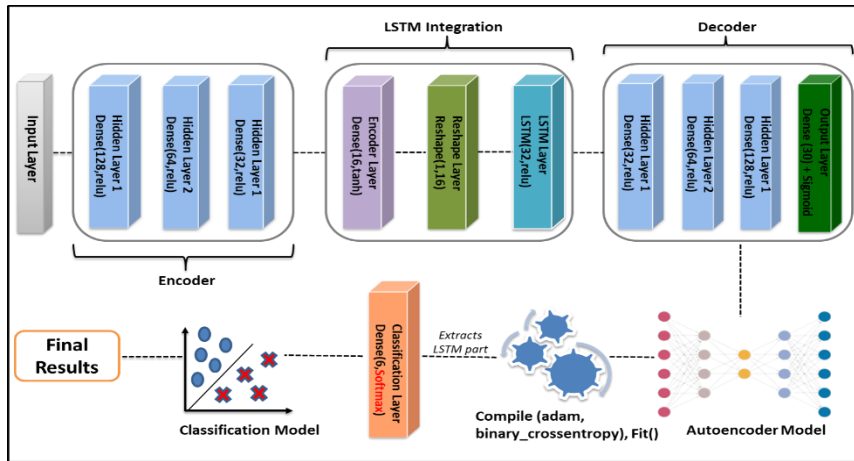 LSTM Integration
Decoder
Input Layer
Hidden Layer 1
Dense(128,relu)
Hidden Layer 2
Dense(64,relu)
Hidden Layer 1
Dense(32,relu)
Encoder Layer
Dense(16,tanh)
Reshape Layer
Reshape(1,16)
LSTM Layer
LSTM(32,relu)
Hidden Layer 1
Dense(32,relu)
Hidden Layer 2
Dense(64,relu)
Hidden Layer 1
Dense(128,relu)
Output Layer
Dense (30) + Sigmoid
Encoder
Final
Results
Classification Model
Classification Layer
Dense(6,Softmax)
Extracts
LSTM part
Compile (adam,
binary_crossentropy), Fit()
Autoencoder Model